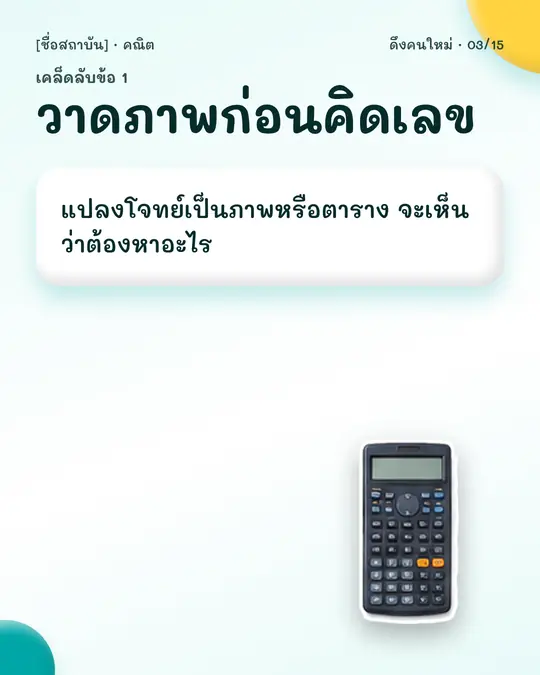 [ชื่อสถาบัน] · คณิต
ดึงคนใหม่ · 03/15
เคล็ดลับข้อ 1
วาดภาพก่อนคิดเลข
แปลงโจทย์เป็นภาพหรือตาราง จะเห็น
ว่าต้องหาอะไร